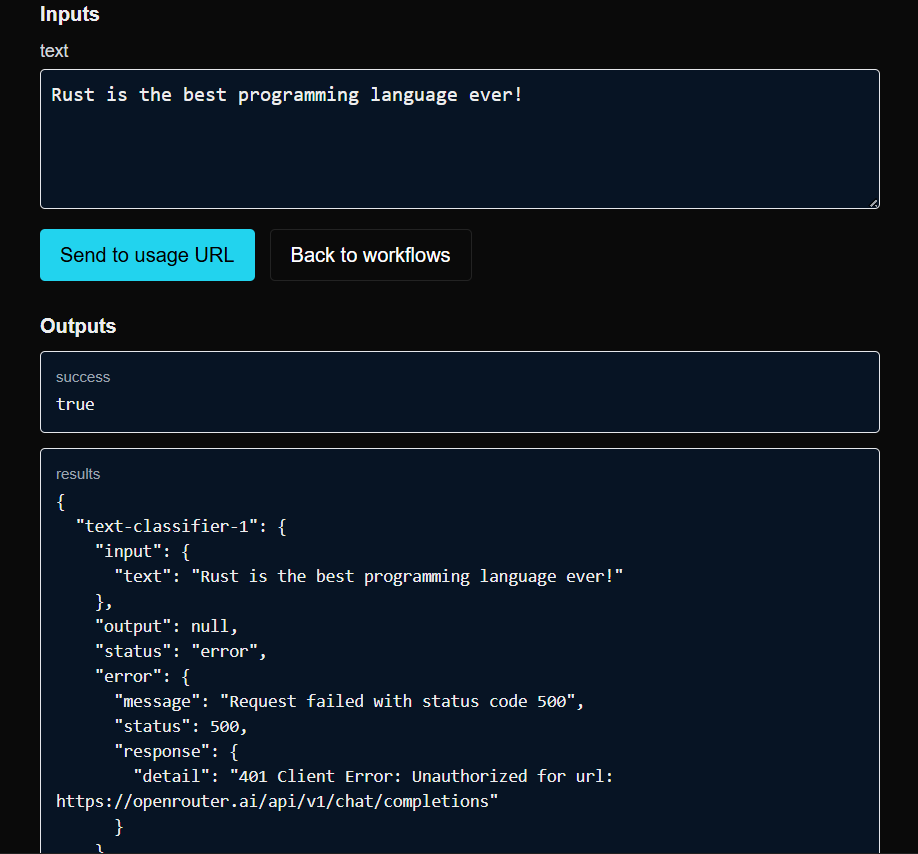 Inputs
text
Rust is the best programming language ever!
Send to usage URL
Back to workflows
Outputs
success
true
results
{
"text-classifier-1": {
"input": {
"text": "Rust is the best programming language ever!"
},
"output": null,
"status": "error",
"error": {
"message": "Request failed with status code 500",
"status": 500,
"response": {
"detail": "401 Client Error: Unauthorized for url:
https://openrouter.ai/api/v1/chat/completions"
}
}